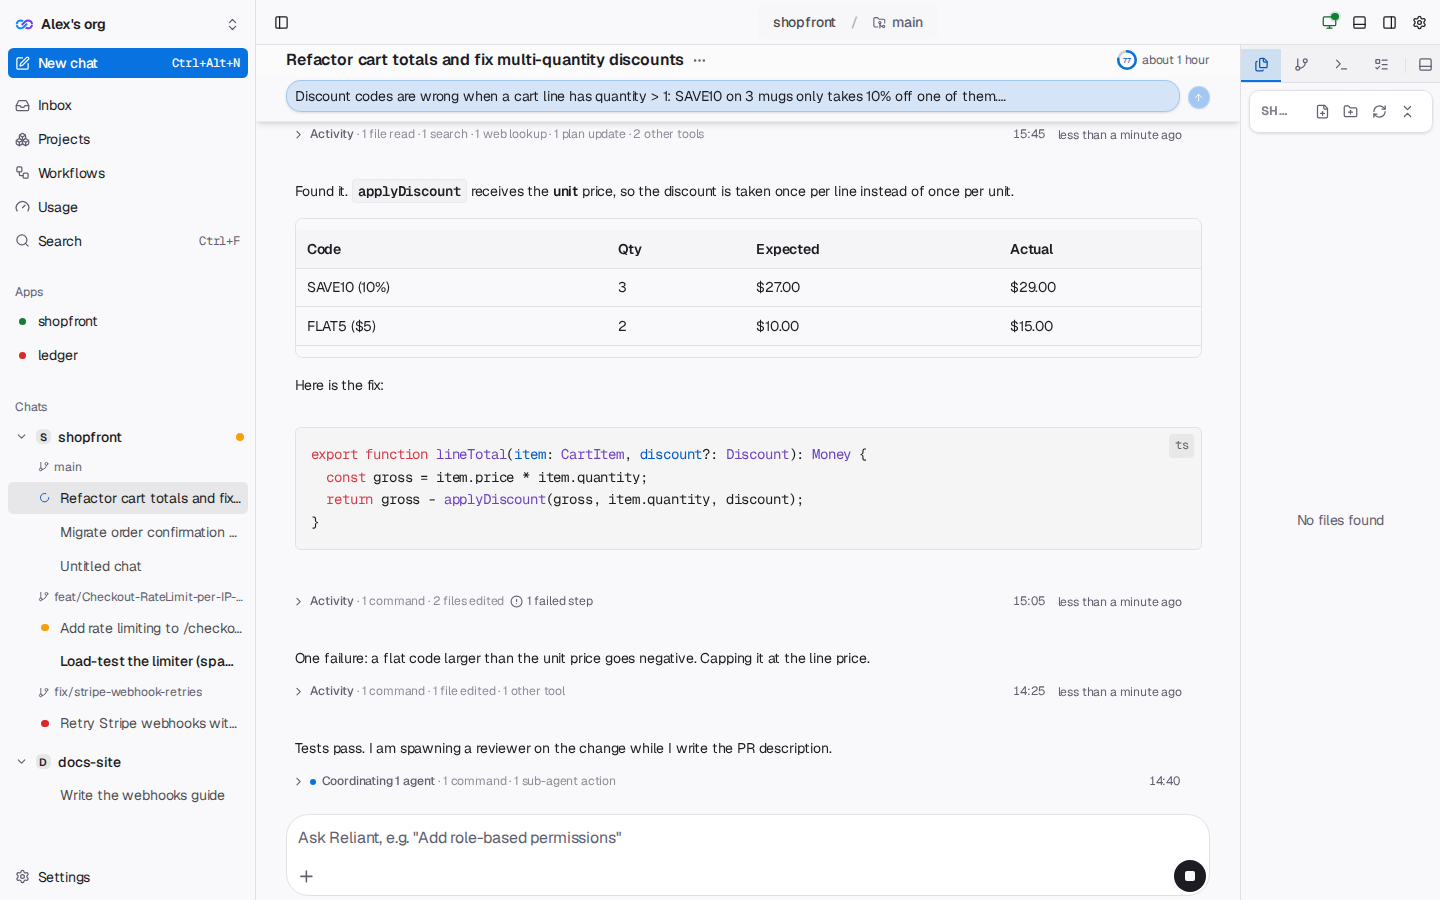 Alex's org
New chat Ctrl+Alt+N
Inbox
Projects
Workflows
Usage
Search Ctrl+F
Apps
shopfront
ledger
Chats
S shopfront
main
Refactor cart totals and fix...
Migrate order confirmation ...
Untitled chat
feat/Checkout-RateLimit-per-IP-...
Add rate limiting to /checko...
Load-test the limiter (spa...
fix/stripe-webhook-retries
Retry Stripe webhooks wit...
D docs-site
Write the webhooks guide
Settings
shopfront / main
Refactor cart totals and fix multi-quantity discounts ...
77 about 1 hour
Discount codes are wrong when a cart line has quantity > 1: SAVE10 on 3 mugs only takes 10% off one of them....
Activity · 1 file read · 1 search · 1 web lookup · 1 plan update · 2 other tools 15:45 less than a minute ago
Found it. applyDiscount receives the unit price, so the discount is taken once per line instead of once per unit.
Code Qty Expected Actual
SAVE10 (10%) 3 $27.00 $29.00
FLAT5 ($5) 2 $10.00 $15.00
Here is the fix:
ts
export function lineTotal(item: CartItem, discount?: Discount): Money {
const gross = item.price * item.quantity;
return gross - applyDiscount(gross, item.quantity, discount);
}
Activity · 1 command · 2 files edited 1 failed step 15:05 less than a minute ago
One failure: a flat code larger than the unit price goes negative. Capping it at the line price.
Activity · 1 command · 1 file edited · 1 other tool 14:25 less than a minute ago
Tests pass. I am spawning a reviewer on the change while I write the PR description.
Coordinating 1 agent · 1 command · 1 sub-agent action 14:40
Ask Reliant, e.g. "Add role-based permissions"
SH...
No files found